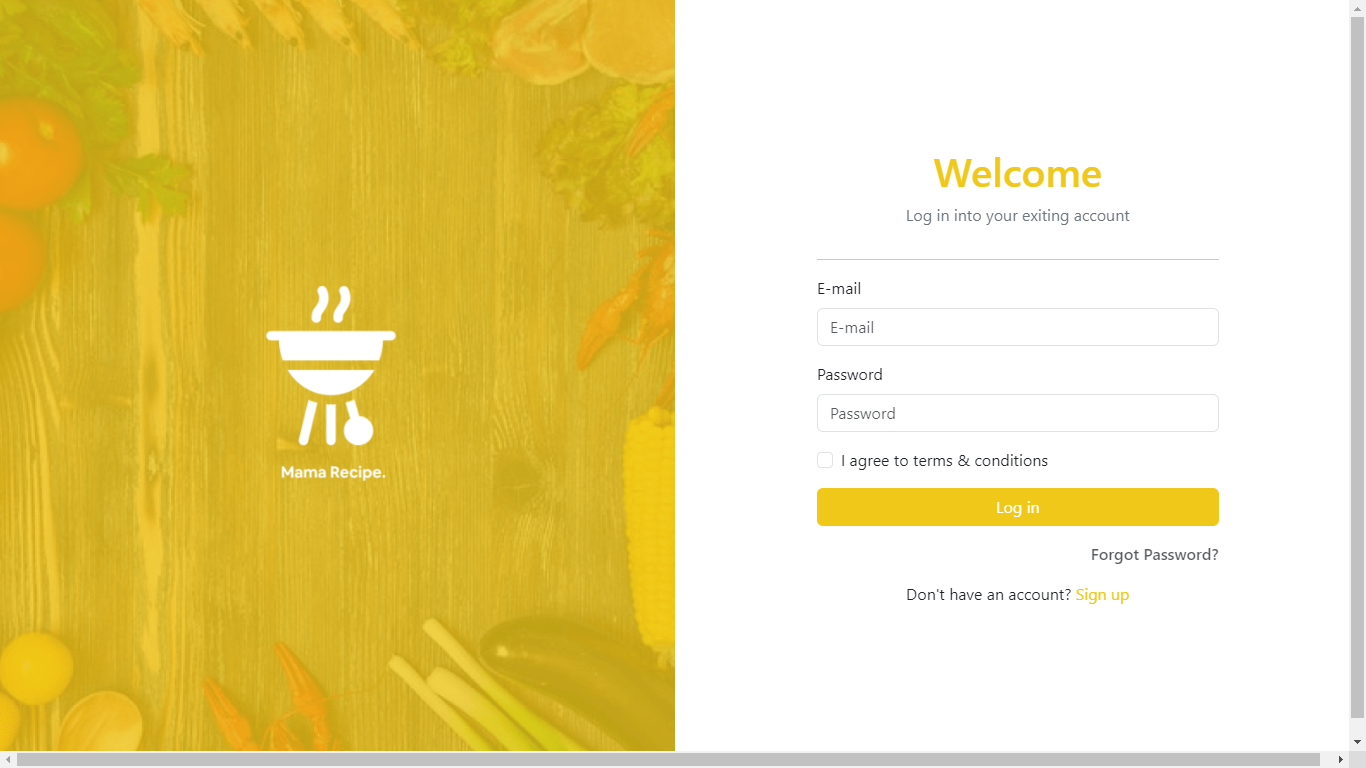 Mama Recipe.
Welcome
Log in into your exiting account
E-mail
E-mail
Password
Password
I agree to terms & conditions
Log in
Forgot Password?
Don't have an account? Sign up